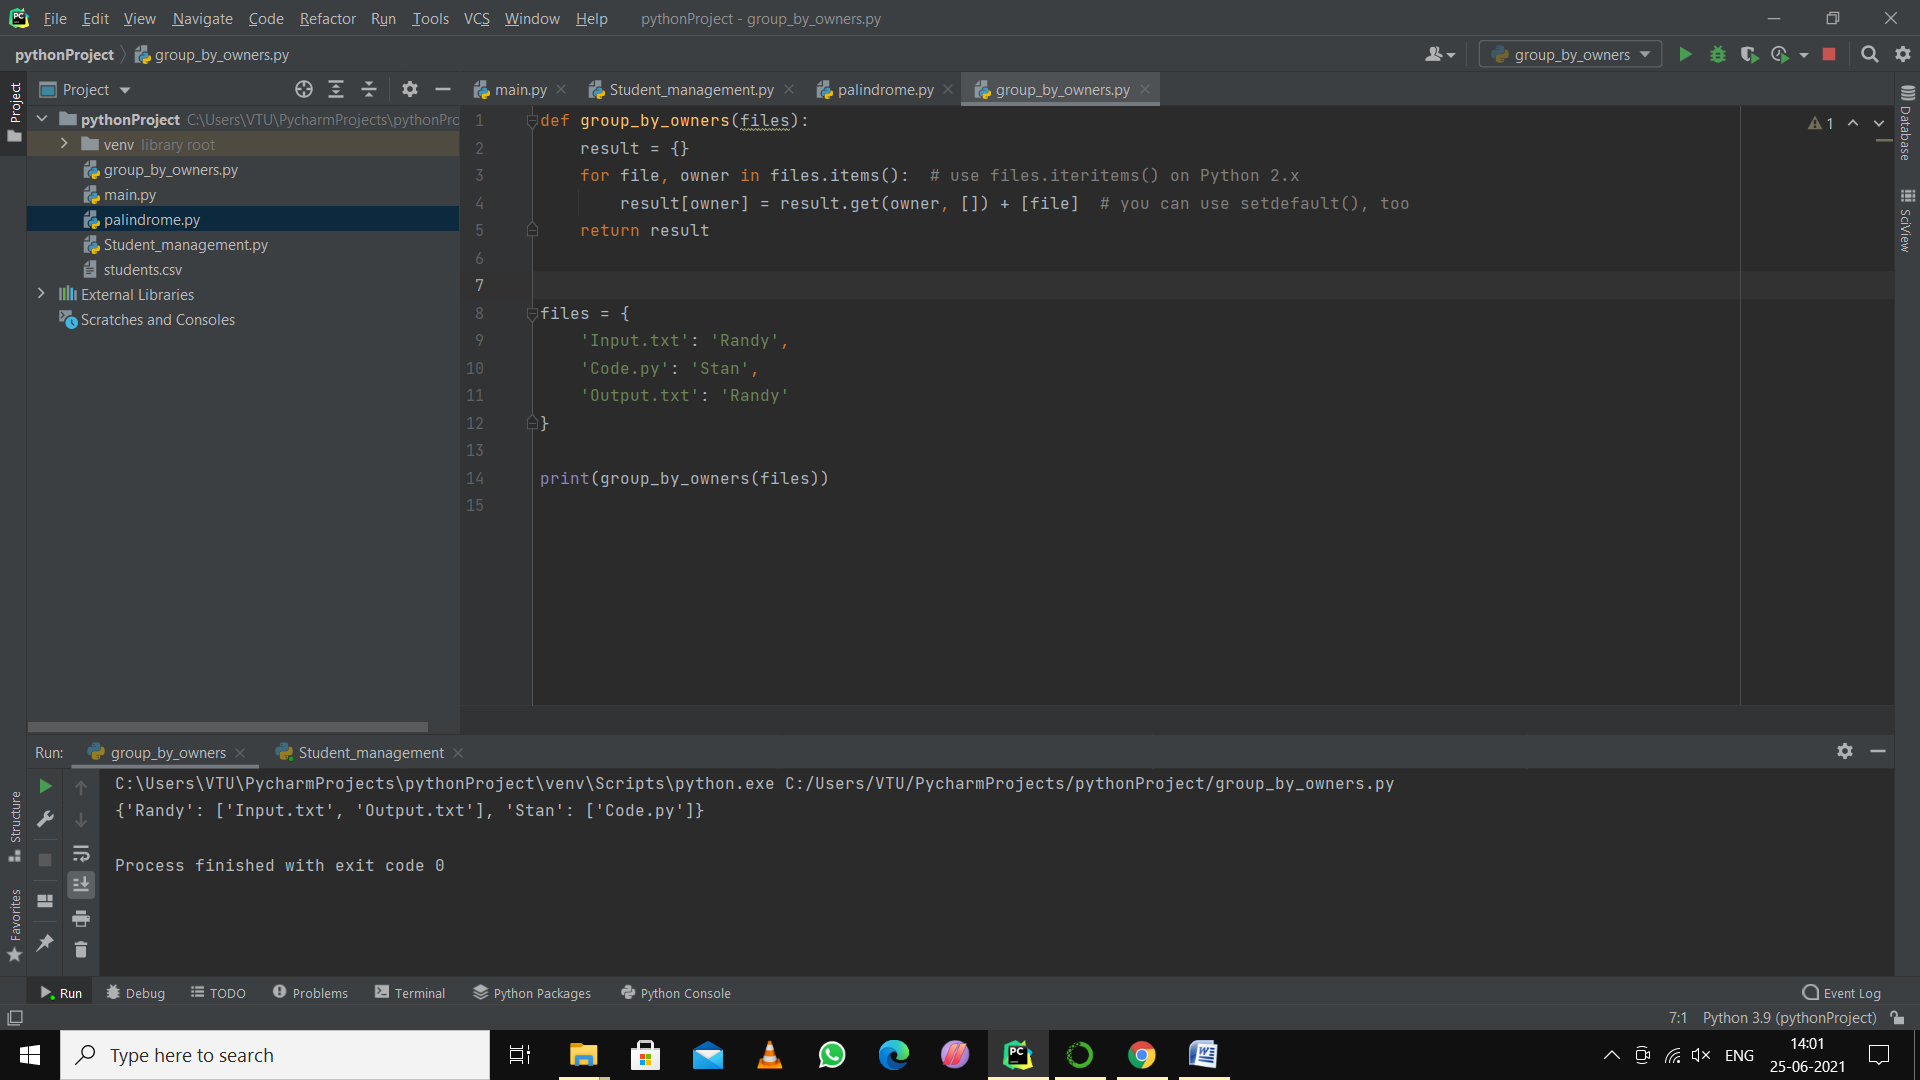 File Edit View Navigate Code Refactor Run Tools VCS Window Help pythonProject - group_by_owners.py
pythonProject group_by_owners.py group_by_owners
Project
Project
main.py Student_management.py palindrome.py group_by_owners.py
pythonProject C:\Users\VTU\PycharmProjects\pythonPro
venv library root
group_by_owners.py
main.py
palindrome.py
Student_management.py
students.csv
External Libraries
Scratches and Consoles
1 def group_by_owners(files):
2 result = {}
3 for file, owner in files.items():  # use files.iteritems() on Python 2.x
4 result[owner] = result.get(owner, []) + [file]  # you can use setdefault(), too
5 return result
6
7
8 files = {
9 'Input.txt': 'Randy',
10 'Code.py': 'Stan',
11 'Output.txt': 'Randy'
12 }
13
14 print(group_by_owners(files))
15
1
Database
SciView
Run: group_by_owners Student_management
C:\Users\VTU\PycharmProjects\pythonProject\venv\Scripts\python.exe C:/Users/VTU/PycharmProjects/pythonProject/group_by_owners.py
{'Randy': ['Input.txt', 'Output.txt'], 'Stan': ['Code.py']}
Process finished with exit code 0
Structure
Favorites
Run Debug TODO Problems Terminal Python Packages Python Console Event Log
7:1 Python 3.9 (pythonProject)
Type here to search
ENG
14:01
25-06-2021